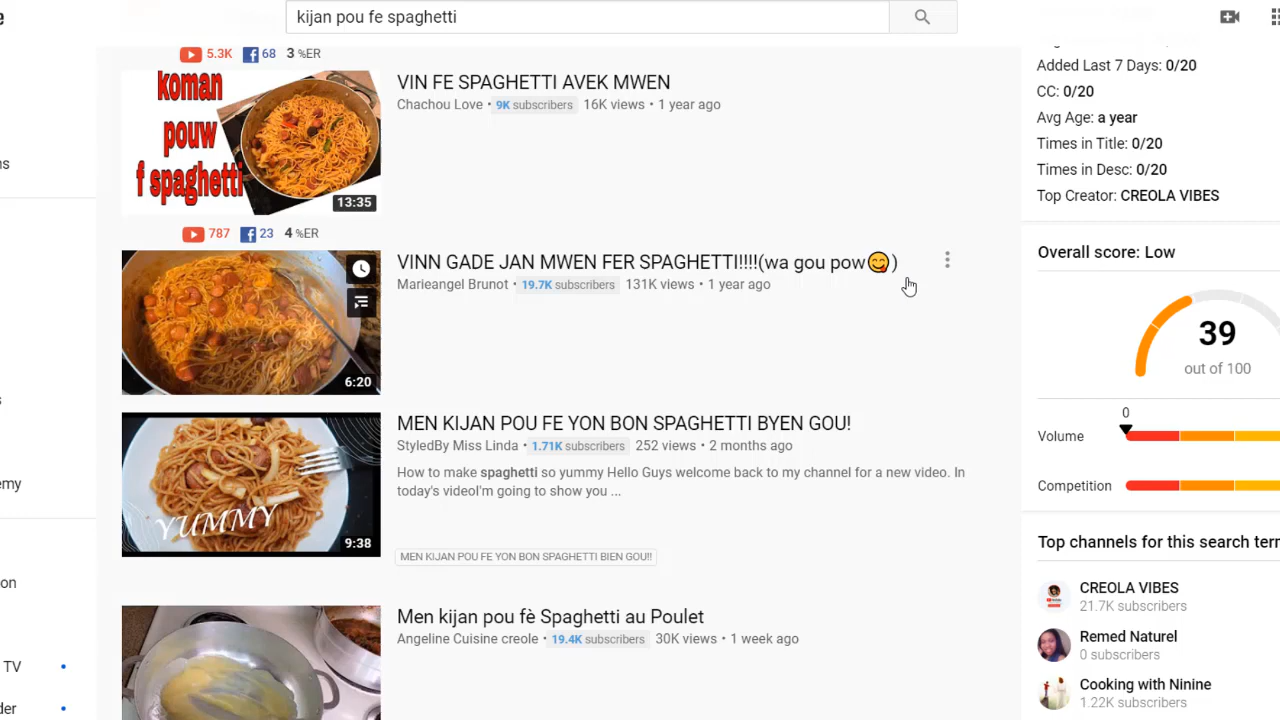 e
kijan pou fe spaghetti
5.3K 68 3 %ER
koman
pouw
f spaghetti
13:35
VIN FE SPAGHETTI AVEK MWEN
Chachou Love • 9K subscribers 16K views • 1 year ago
787 23 4 %ER
6:20
VINN GADE JAN MWEN FER SPAGHETTI!!!!(wa gou pow😋)
Marieangel Brunot • 19.7K subscribers 131K views • 1 year ago
YUMMY
9:38
MEN KIJAN POU FE YON BON SPAGHETTI BYEN GOU!
StyledBy Miss Linda • 1.71K subscribers 252 views • 2 months ago
How to make spaghetti so yummy Hello Guys welcome back to my channel for a new video. In
today's videoI'm going to show you ...
MEN KIJAN POU FE YON BON SPAGHETTI BIEN GOU!!
Men kijan pou fè Spaghetti au Poulet
Angeline Cuisine creole • 19.4K subscribers 30K views • 1 week ago
ns
s
emy
on
TV
der
Added Last 7 Days: 0/20
CC: 0/20
Avg Age: a year
Times in Title: 0/20
Times in Desc: 0/20
Top Creator: CREOLA VIBES
Overall score: Low
39
out of 100
0
Volume
Competition
Top channels for this search term
CREOLA VIBES
21.7K subscribers
Remed Naturel
0 subscribers
Cooking with Ninine
1.22K subscribers